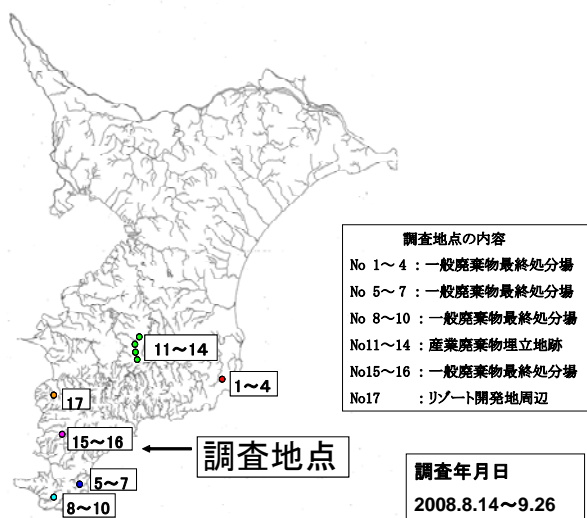 調査地点の内容
No 1～4 : 一般廃棄物最終処分場
No 5～7 : 一般廃棄物最終処分場
No 8～10 : 一般廃棄物最終処分場
No11～14 : 産業廃棄物埋立地跡
No15～16 : 一般廃棄物最終処分場
No17 : リゾート開発地周辺
11～14
1～4
17
15～16
調査地点
5～7
8～10
調査年月日
2008.8.14～9.26